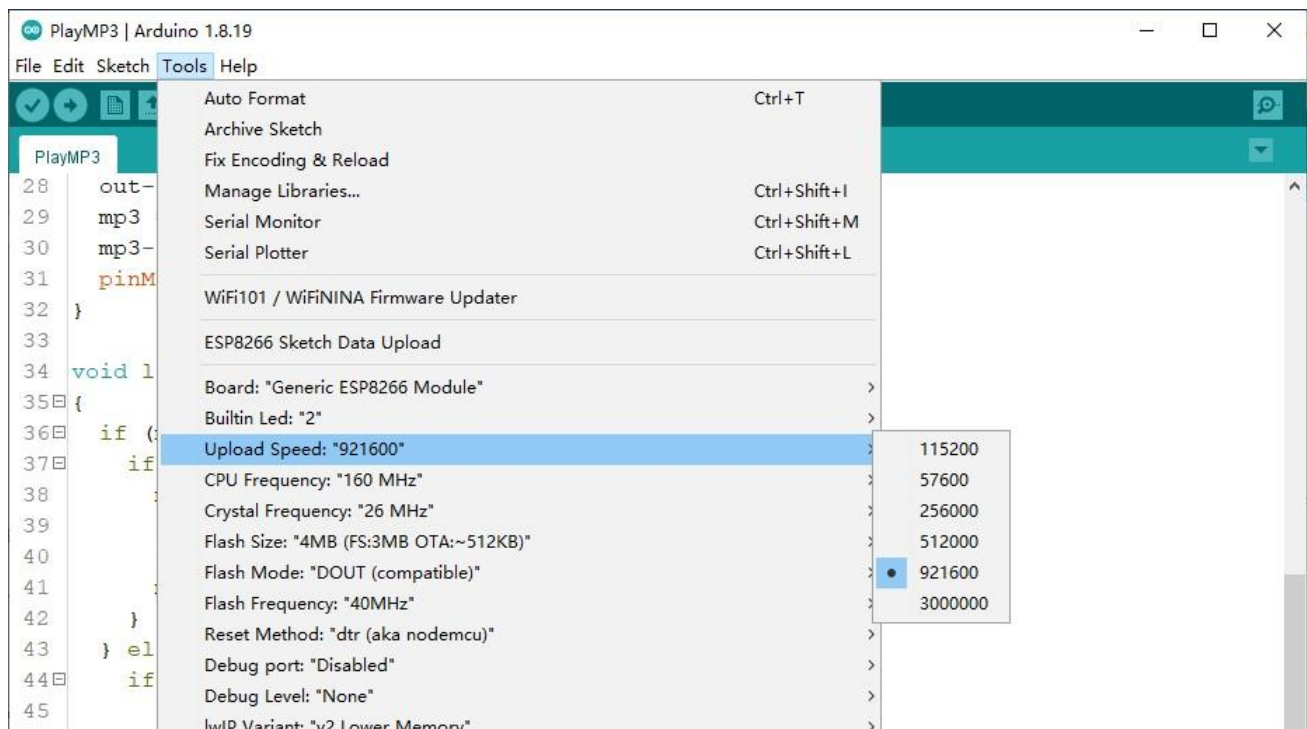 PlayMP3 | Arduino 1.8.19
File Edit Sketch Tools Help
Auto Format Ctrl+T
Archive Sketch
PlayMP3
Fix Encoding & Reload
28 out-
Manage Libraries... Ctrl+Shift+I
29 mp3
Serial Monitor Ctrl+Shift+M
30 mp3-
Serial Plotter Ctrl+Shift+L
31 pinM
WiFi101 / WiFiNINA Firmware Updater
32 }
33
ESP8266 Sketch Data Upload
34 void l
Board: "Generic ESP8266 Module"
35 {
Builtin Led: "2"
36 if (
Upload Speed: "921600" 115200
37 if
CPU Frequency: "160 MHz" 57600
38
Crystal Frequency: "26 MHz" 256000
39
Flash Size: "4MB (FS:3MB OTA:~512KB)" 512000
40
Flash Mode: "DOUT (compatible)" 921600
41
Flash Frequency: "40MHz" 3000000
42 }
Reset Method: "dtr (aka nodemcu)"
43 } el
Debug port: "Disabled"
44 if
Debug Level: "None"
45
lwIP Variant: "v2 Lower Memory"